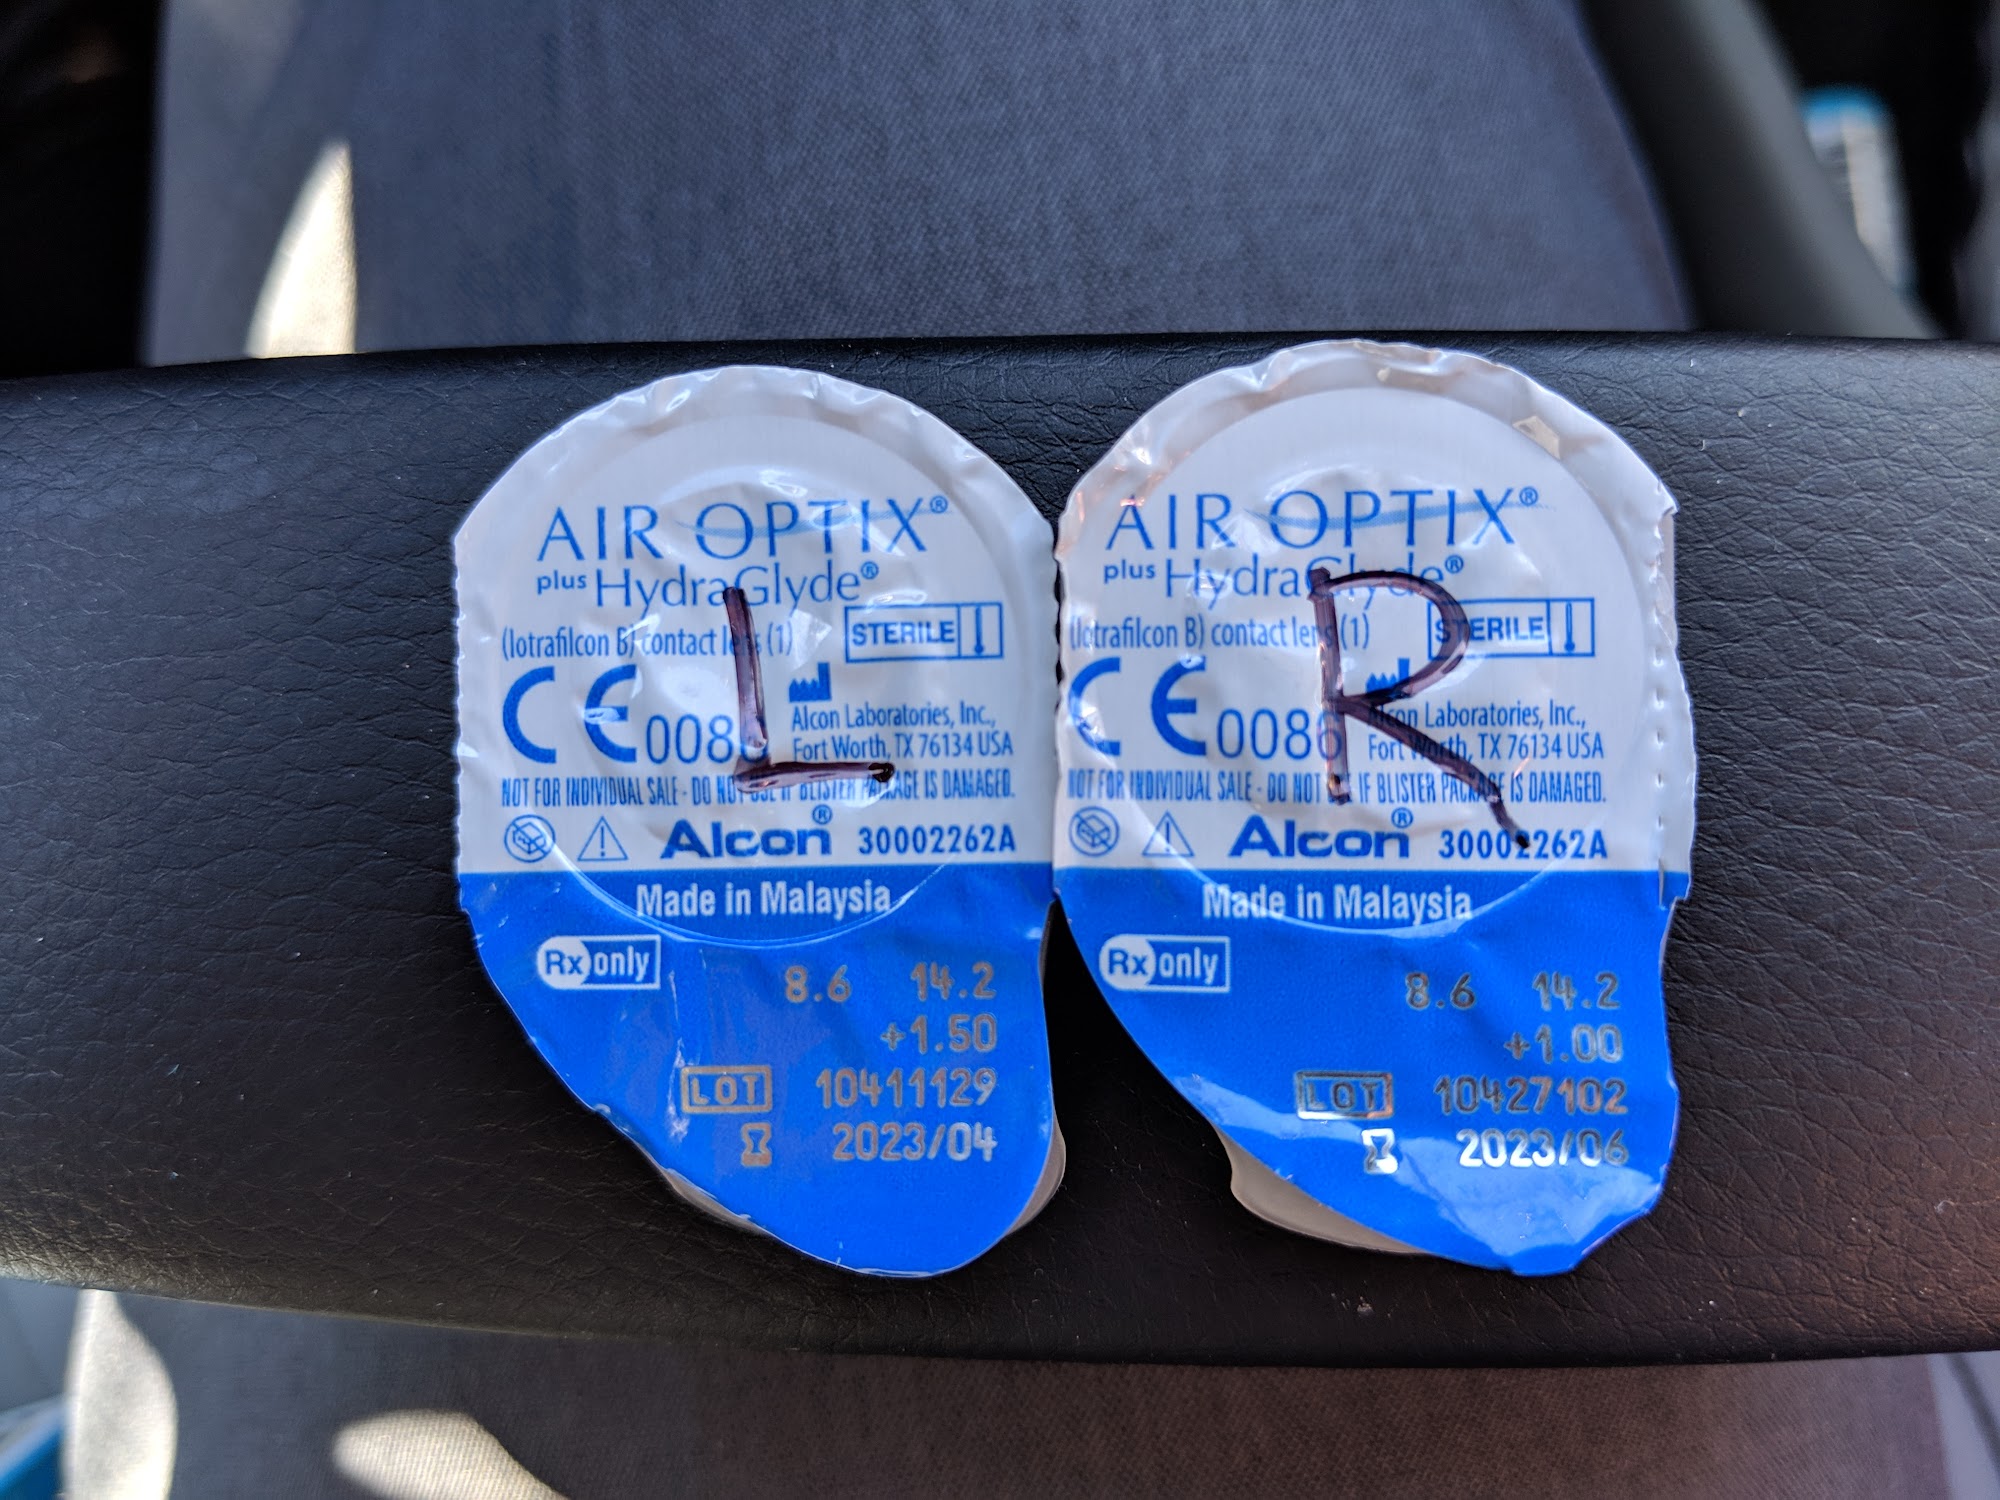 AIR OPTIX®
plus HydraGlyde®
(lotrafilcon B) contact lens (1)
STERILE
L
CE 0086
Alcon Laboratories, Inc.,
Fort Worth, TX 76134 USA
NOT FOR INDIVIDUAL SALE - DO NOT USE IF BLISTER PACKAGE IS DAMAGED.
Alcon® 30002262A
Made in Malaysia
Rx only
8.6 14.2
+1.50
LOT 10411129
2023/04
AIR OPTIX®
plus HydraGlyde®
(lotrafilcon B) contact lens (1)
STERILE
R
CE 0086
Alcon Laboratories, Inc.,
Fort Worth, TX 76134 USA
NOT FOR INDIVIDUAL SALE - DO NOT USE IF BLISTER PACKAGE IS DAMAGED.
Alcon® 30002262A
Made in Malaysia
Rx only
8.6 14.2
+1.00
LOT 10427102
2023/06